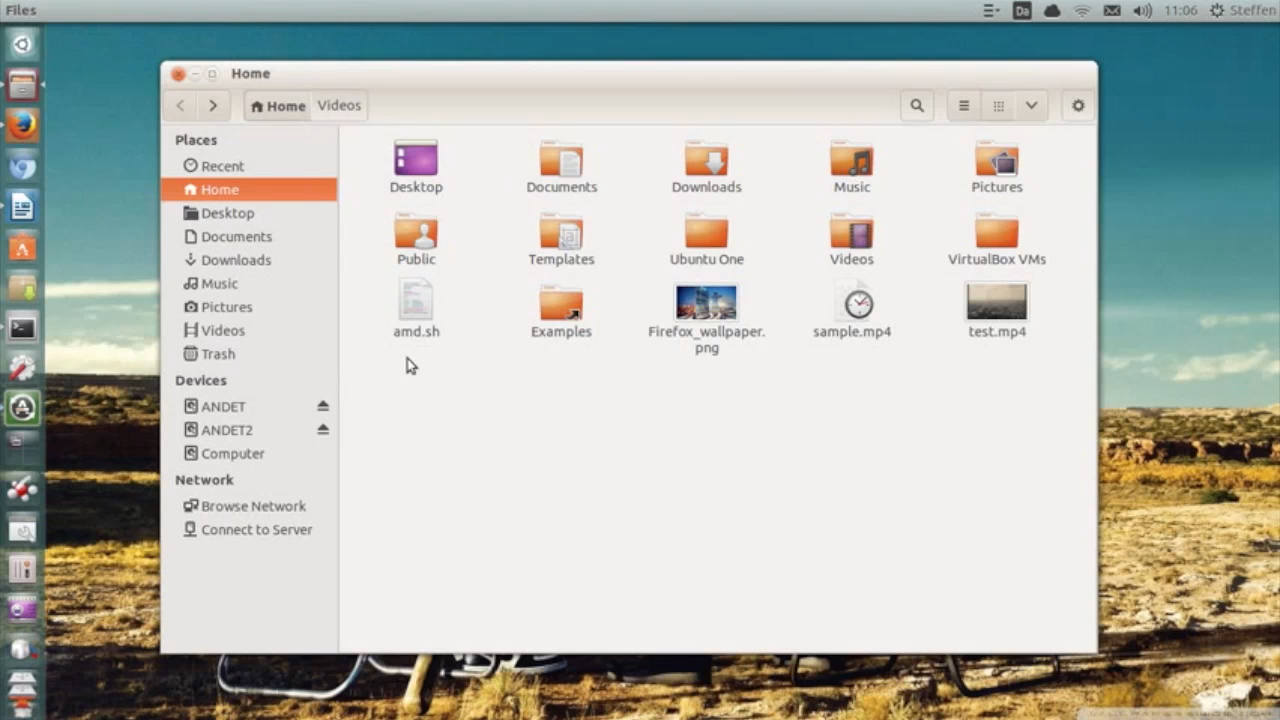 Files
Da
11:06
Steffen
Home
Home
Videos
Places
Recent
Home
Desktop
Documents
Downloads
Music
Pictures
Videos
Trash
Devices
ANDET
ANDET2
Computer
Network
Browse Network
Connect to Server
Desktop
Documents
Downloads
Music
Pictures
Public
Templates
Ubuntu One
Videos
VirtualBox VMs
amd.sh
Examples
Firefox_wallpaper.
png
sample.mp4
test.mp4